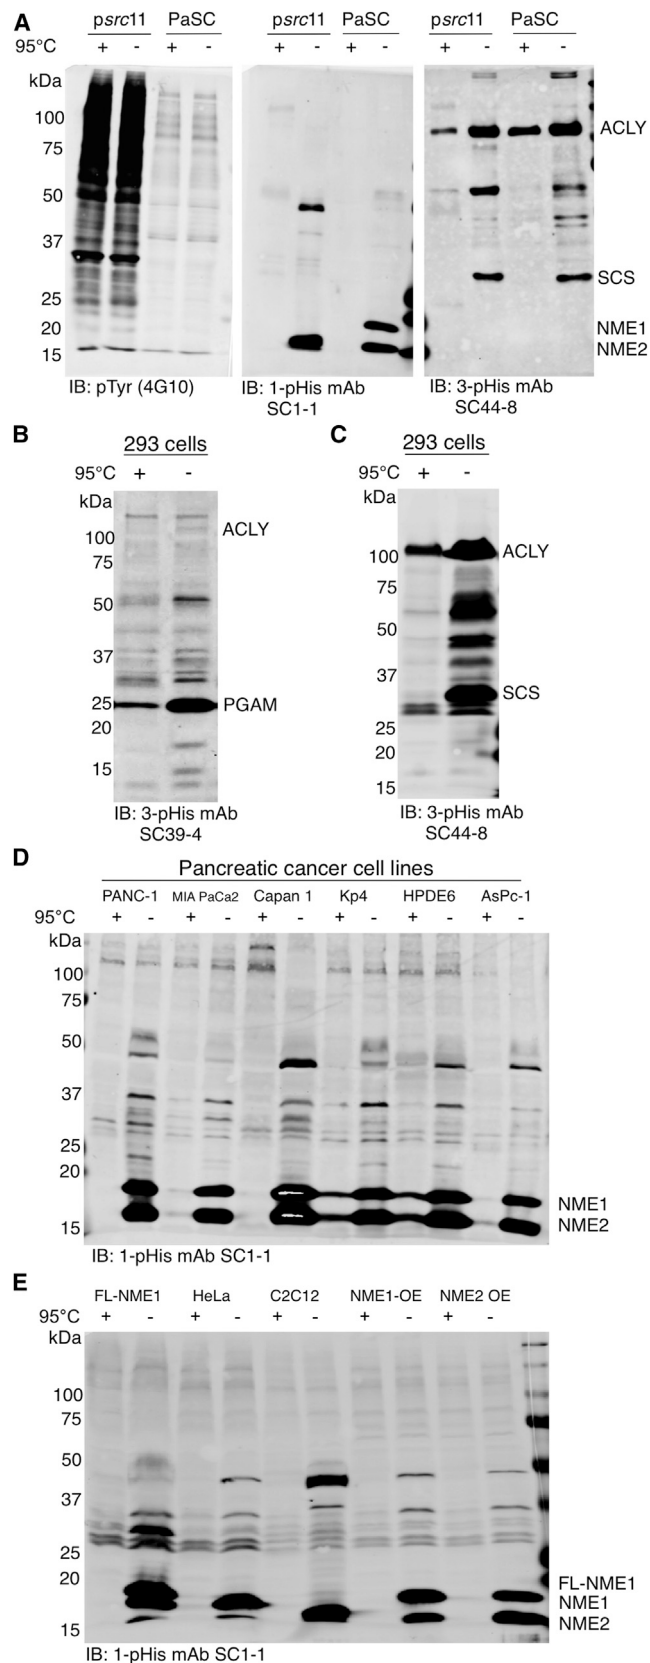 A
psrc11 PaSC psrc11 PaSC psrc11 PaSC
95°C + - + - + - + - + - + -
kDa
100
75
50
37
25
20
15
ACLY
SCS
NME1
NME2
IB: pTyr (4G10)
IB: 1-pHis mAb
SC1-1
IB: 3-pHis mAb
SC44-8
B
293 cells
95°C + -
kDa
100
75
50
37
25
20
15
ACLY
PGAM
IB: 3-pHis mAb
SC39-4
C
293 cells
95°C + -
kDa
100
75
50
37
25
20
15
ACLY
SCS
IB: 3-pHis mAb
SC44-8
D
Pancreatic cancer cell lines
PANC-1 MIA PaCa2 Capan 1 Kp4 HPDE6 AsPc-1
95°C + - + - + - + - + - + -
kDa
100
75
50
37
25
20
15
NME1
NME2
IB: 1-pHis mAb SC1-1
E
FL-NME1 HeLa C2C12 NME1-OE NME2 OE
95°C + - + - + - + - + -
kDa
100
75
50
37
25
20
15
FL-NME1
NME1
NME2
IB: 1-pHis mAb SC1-1